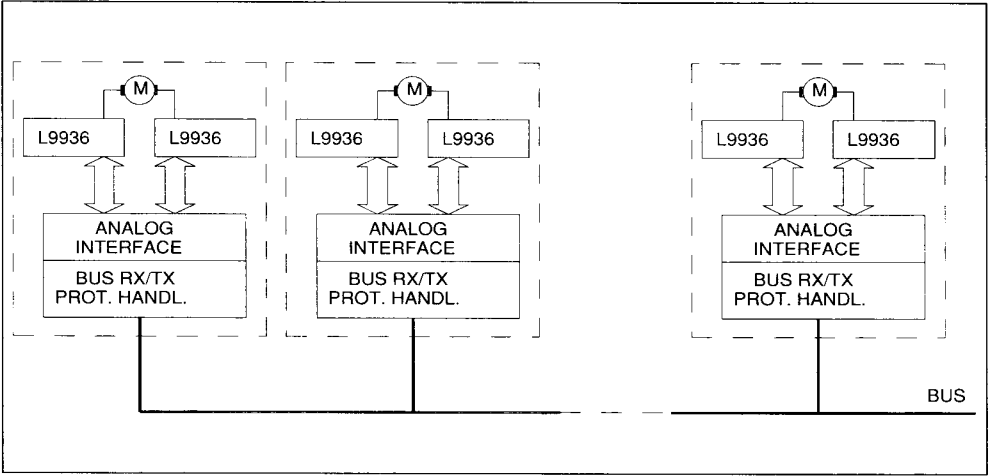 M
L9936 L9936
ANALOG
INTERFACE
BUS RX/TX
PROT. HANDL.
M
L9936 L9936
ANALOG
INTERFACE
BUS RX/TX
PROT. HANDL.
M
L9936 L9936
ANALOG
INTERFACE
BUS RX/TX
PROT. HANDL.
BUS